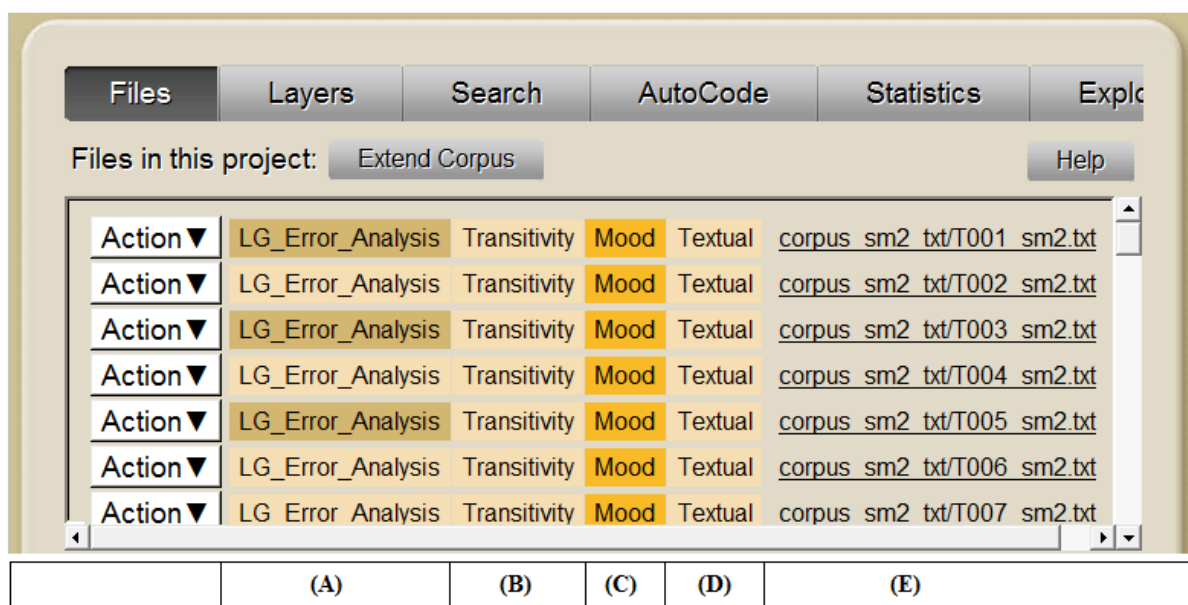 Files Layers Search AutoCode Statistics Explo
Files in this project: Extend Corpus Help
Action▼ LG_Error_Analysis Transitivity Mood Textual corpus_sm2_txt/T001_sm2.txt
Action▼ LG_Error_Analysis Transitivity Mood Textual corpus_sm2_txt/T002_sm2.txt
Action▼ LG_Error_Analysis Transitivity Mood Textual corpus_sm2_txt/T003_sm2.txt
Action▼ LG_Error_Analysis Transitivity Mood Textual corpus_sm2_txt/T004_sm2.txt
Action▼ LG_Error_Analysis Transitivity Mood Textual corpus_sm2_txt/T005_sm2.txt
Action▼ LG_Error_Analysis Transitivity Mood Textual corpus_sm2_txt/T006_sm2.txt
Action▼ LG_Error_Analysis Transitivity Mood Textual corpus_sm2_txt/T007_sm2.txt
(A) (B) (C) (D) (E)